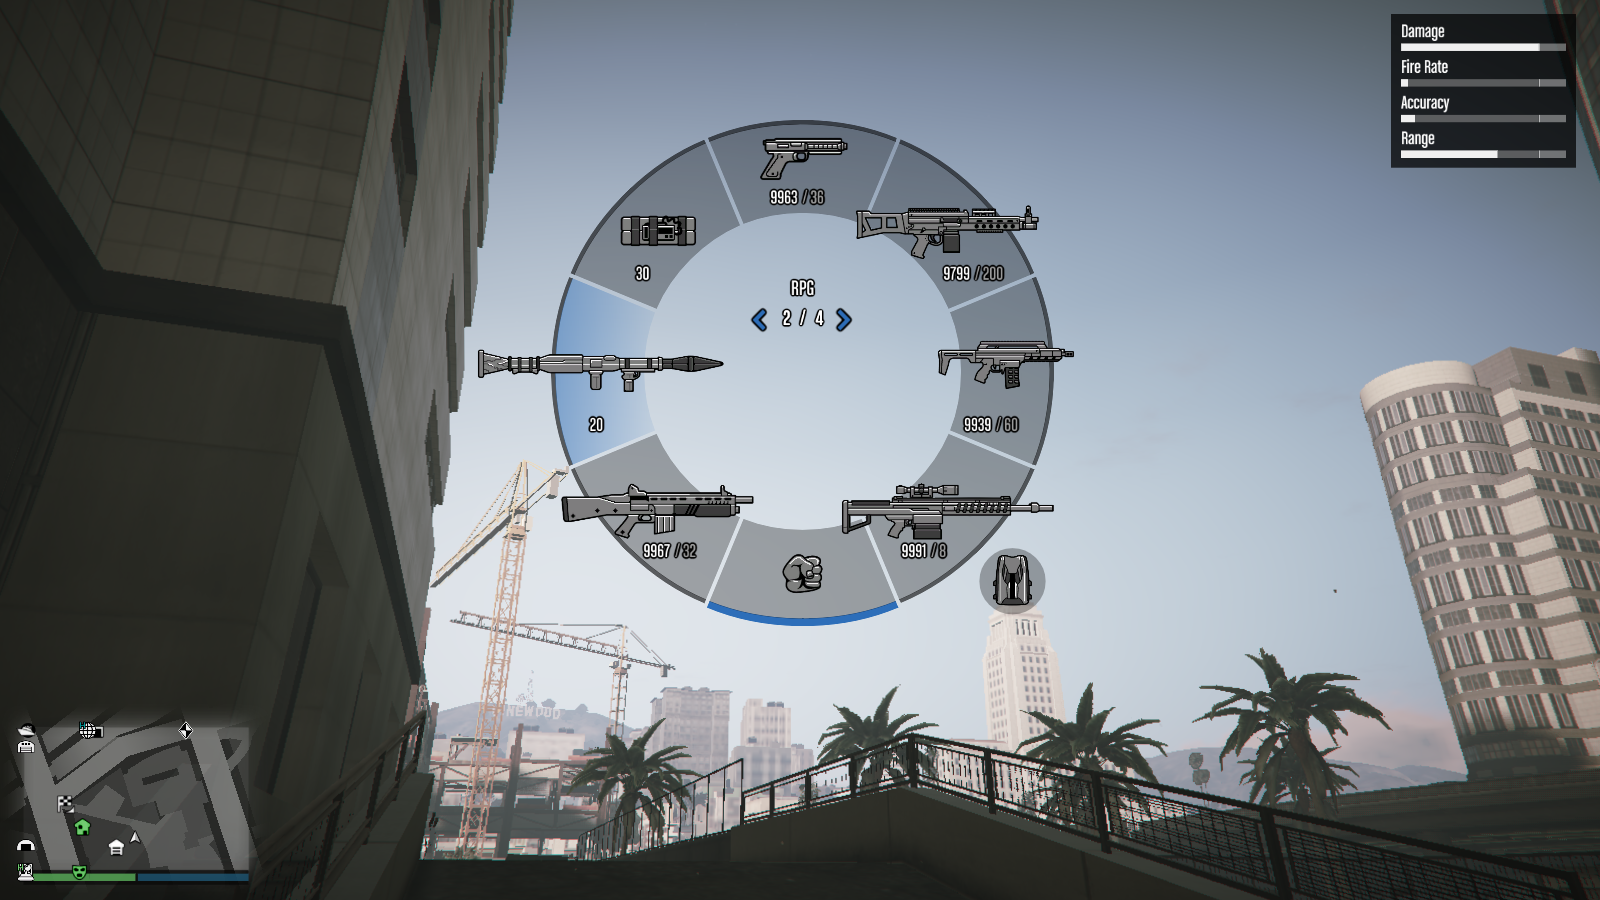 Damage
Fire Rate
Accuracy
Range
9963 / 36
30
9799 / 200
RPG
2 / 4
20
9939 / 60
9967 / 32
9991 / 8
NEWOOD